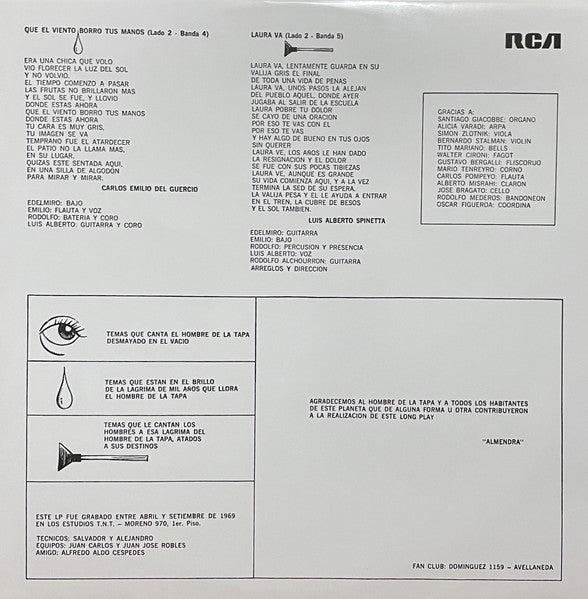 QUE EL VIENTO BORRO TUS MANOS (Lado 2 - Banda 4)
ERA UNA CHICA QUE VOLO
VIO FLORECER LA LUZ DEL SOL
Y NO VOLVIO.
EL TIEMPO COMENZO A PASAR
LAS FRUTAS NO BRILLARON MAS
Y EL SOL SE FUE, Y LLOVIO
DONDE ESTAS AHORA
QUE EL VIENTO BORRO TUS MANOS
DONDE ESTAS AHORA
TU CARA ES MUY GRIS,
TU IMAGEN SE VA
TEMPRANO FUE EL ATARDECER
EL PATIO NO LA LLAMA MAS,
EN SU LUGAR.
QUIZAS ESTE SENTADA AQUI,
EN UNA SILLA DE ALGODON
PARA MIRAR Y MIRAR.
CARLOS EMILIO DEL GUERCIO
EDELMIRO: BAJO
EMILIO: FLAUTA Y VOZ
RODOLFO: BATERIA Y CORO
LUIS ALBERTO: GUITARRA Y CORO
LAURA VA (Lado 2 - Banda 5)
LAURA VA, LENTAMENTE GUARDA EN SU
VALIJA GRIS EL FINAL
DE TODA UNA VIDA DE PENAS
LAURA VA, UNOS PASOS LA ALEJAN
DEL PUEBLO AQUEL, DONDE AYER
JUGABA AL SALIR DE LA ESCUELA
LAURA POBRE TU DOLOR
SE CAYO DE UNA ORACION
POR ESO TE VAS CON EL
POR ESO TE VAS
Y HAY ALGO DE BUENO EN TUS OJOS
SIN QUERER
LAURA VE, LOS AÑOS LE HAN DADO
LA RESIGNACION Y EL DOLOR
SE FUE CON SUS POCAS TIBIEZAS
LAURA VE, AUNQUE ES GRANDE
SU VIDA COMIENZA AQUI, Y A LA VEZ
TERMINA LA SED DE SU ESPERA.
LA VALIJA PESA Y EL LE AYUDA A ENTRAR
EN EL TREN, LA CUBRE DE BESOS
Y EL SOL TAMBIEN.
LUIS ALBERTO SPINETTA
EDELMIRO: GUITARRA
EMILIO: BAJO
RODOLFO: PERCUSION Y PRESENCIA
LUIS ALBERTO: VOZ
RODOLFO ALCHOURRON: GUITARRA
ARREGLOS Y DIRECCION
RCA
GRACIAS A:
SANTIAGO GIACOBBE: ORGANO
ALICIA VARADI: ARPA
SIMON ZLOTNIK: VIOLA
BERNARDO STALMAN: VIOLIN
TITO MARIANO: BELLS
WALTER CIRONI: FAGOT
GUSTAVO BERGALLI: FLISCORUO
MARIO TENREYRO: CORNO
CARLOS POMPEYO: FLAUTA
ALBERTO MISRAHI: CLARON
JOSE BRAGATO: CELLO
RODOLFO MEDEROS: BANDONEON
OSCAR FIGUEROA: COORDINA
TEMAS QUE CANTA EL HOMBRE DE LA TAPA
DESMAYADO EN EL VACIO
TEMAS QUE ESTAN EN EL BRILLO
DE LA LAGRIMA DE MIL AÑOS QUE LLORA
EL HOMBRE DE LA TAPA
TEMAS QUE LE CANTAN LOS
HOMBRES A ESA LAGRIMA DEL
HOMBRE DE LA TAPA, ATADOS
A SUS DESTINOS
ESTE LP FUE GRABADO ENTRE ABRIL Y SETIEMBRE DE 1969
EN LOS ESTUDIOS T.N.T. – MORENO 970, 1er. Piso.
TECNICOS: SALVADOR Y ALEJANDRO
EQUIPOS: JUAN CARLOS Y JUAN JOSE ROBLES
AMIGO: ALFREDO ALDO CESPEDES
AGRADECEMOS AL HOMBRE DE LA TAPA Y A TODOS LOS HABITANTES
DE ESTE PLANETA QUE DE ALGUNA FORMA U OTRA CONTRIBUYERON
A LA REALIZACION DE ESTE LONG PLAY
"ALMENDRA"
FAN CLUB: DOMINGUEZ 1159 - AVELLANEDA